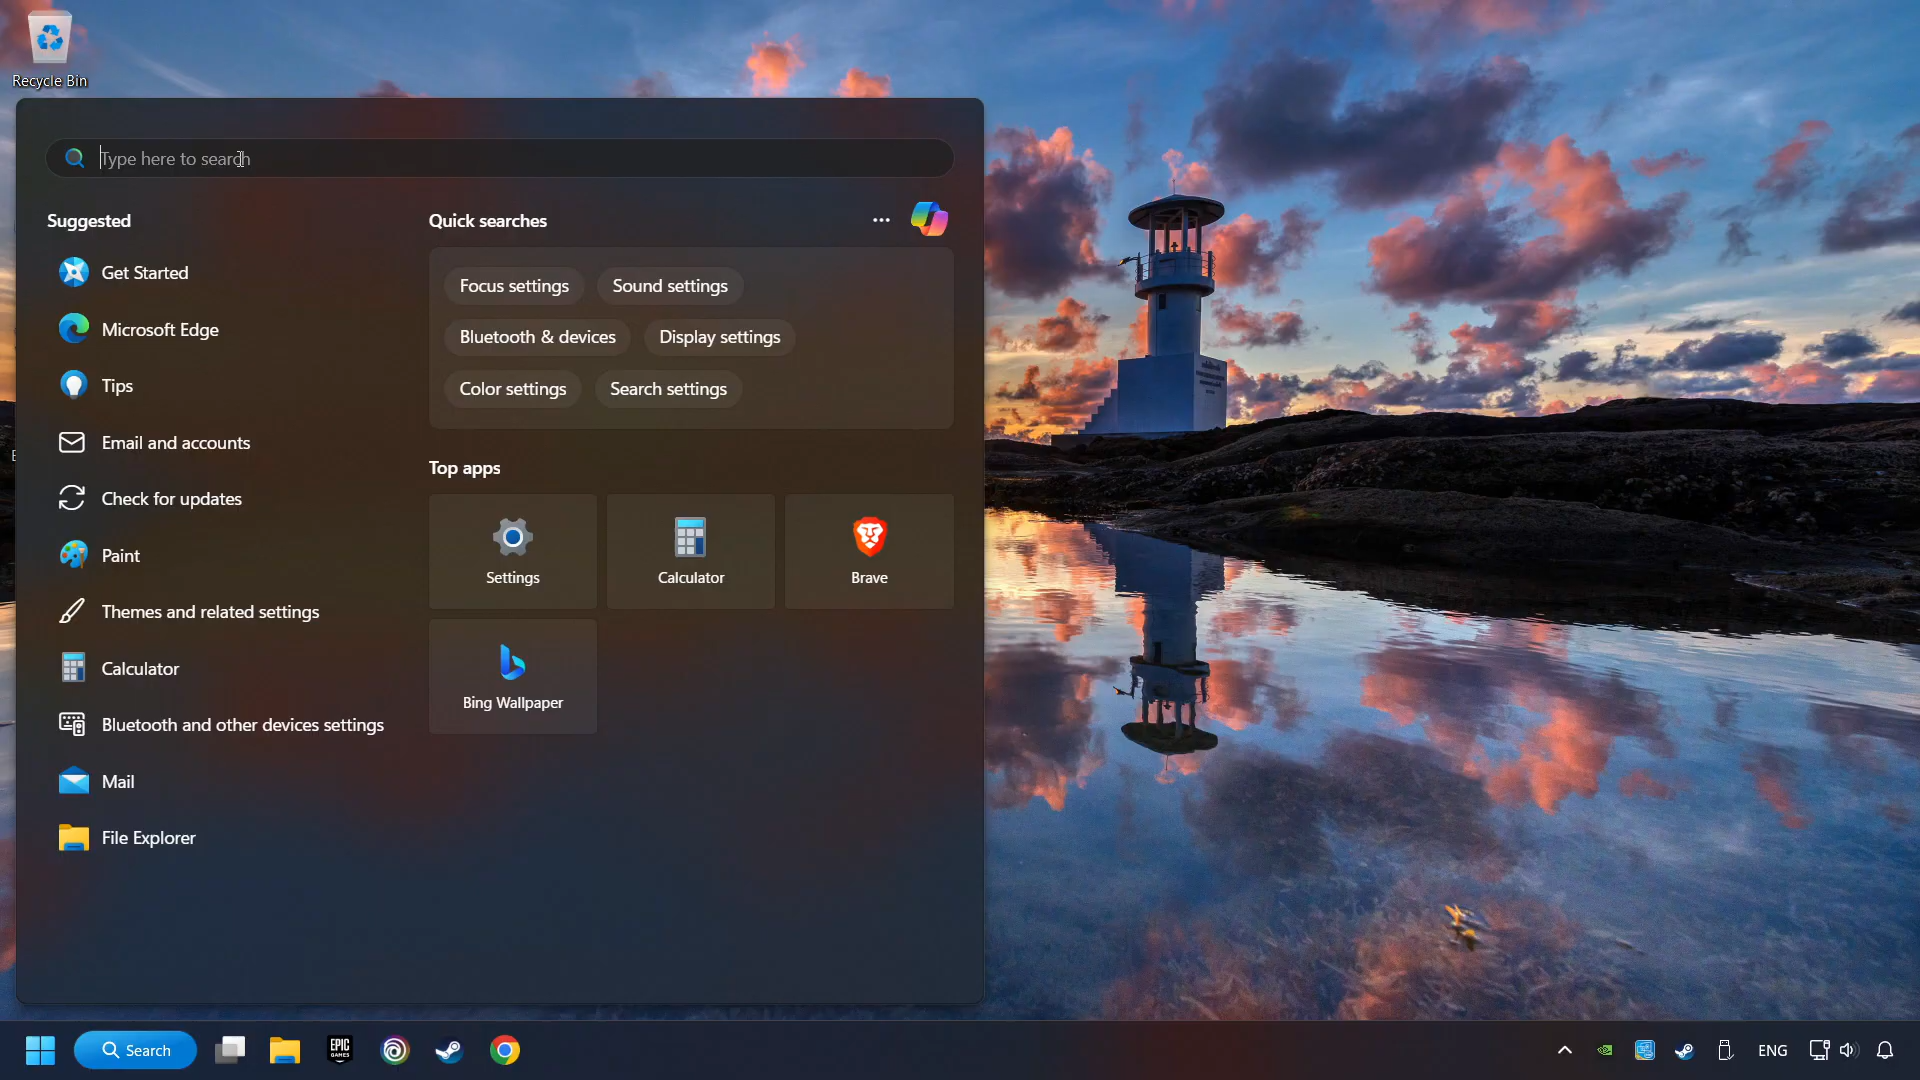 Recycle Bin
Type here to search
Suggested
Get Started
Microsoft Edge
Tips
Email and accounts
Check for updates
Paint
Themes and related settings
Calculator
Bluetooth and other devices settings
Mail
File Explorer
Quick searches
Focus settings
Sound settings
Bluetooth & devices
Display settings
Color settings
Search settings
Top apps
Settings
Calculator
Brave
Bing Wallpaper
Search
EPIC
GAMES
ENG